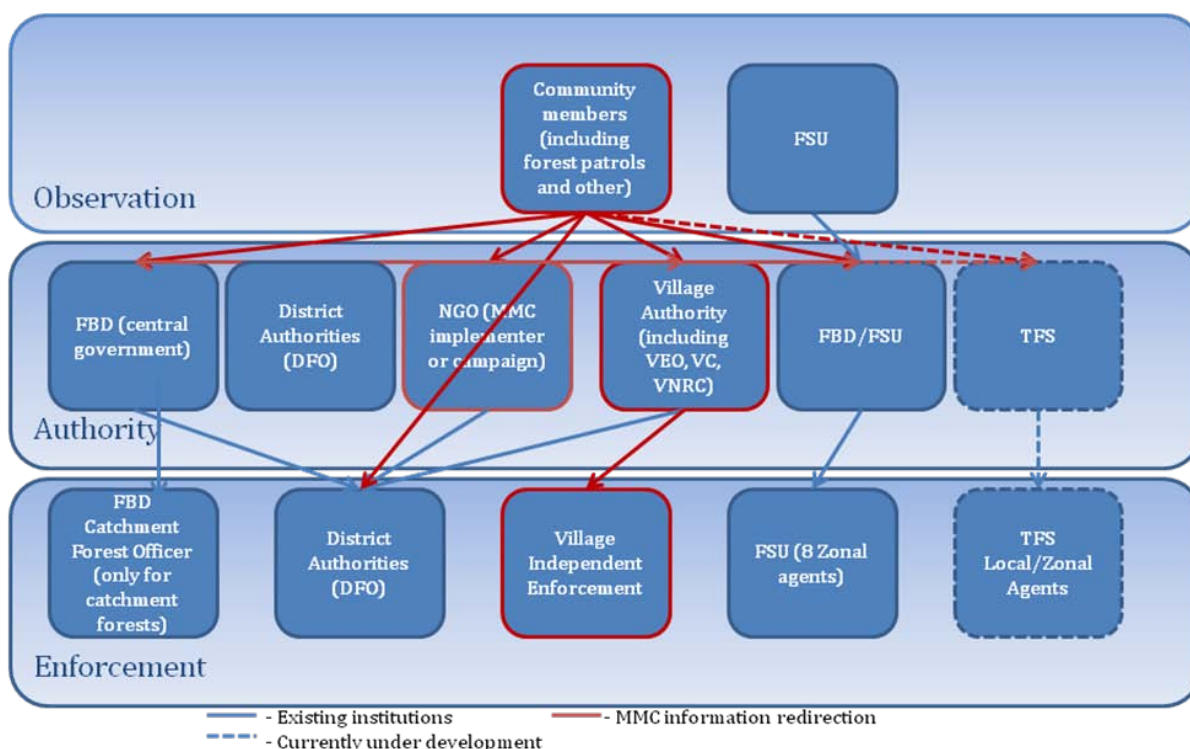 Community
members
(including
forest patrols
and other)
FSU
Observation
FBD (central
government)
District
Authorities
(DFO)
NGO (MMC
implementer
or campaign)
Village
Authority
(including
VEO, VC,
VNRC)
FBD/FSU
TFS
Authority
FBD
Catchment
Forest Officer
(only for
catchment
forests)
District
Authorities
(DFO)
Village
Independent
Enforcement
FSU (8 Zonal
agents)
TFS
Local/Zonal
Agents
Enforcement
- Existing institutions
- MMC information redirection
- Currently under development